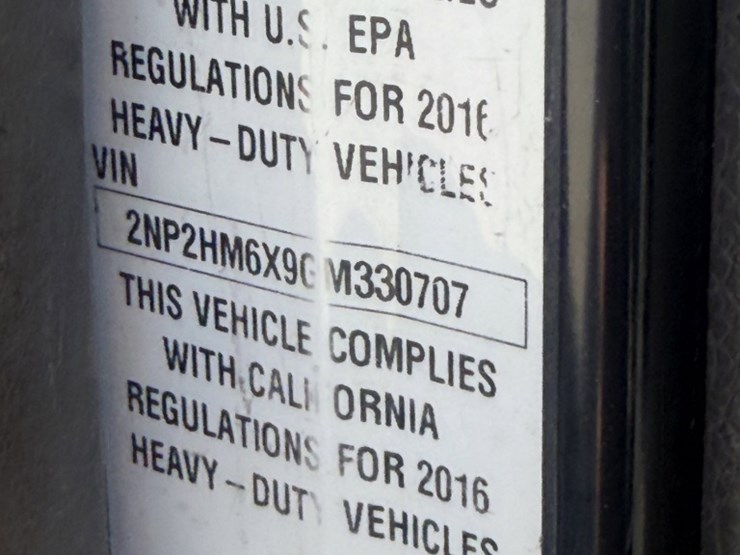 WITH U.S. EPA
REGULATIONS FOR 2016
HEAVY-DUTY VEHICLES
VIN
2NP2HM6X9GM330707
THIS VEHICLE COMPLIES
WITH CALIFORNIA
REGULATIONS FOR 2016
HEAVY-DUTY VEHICLES